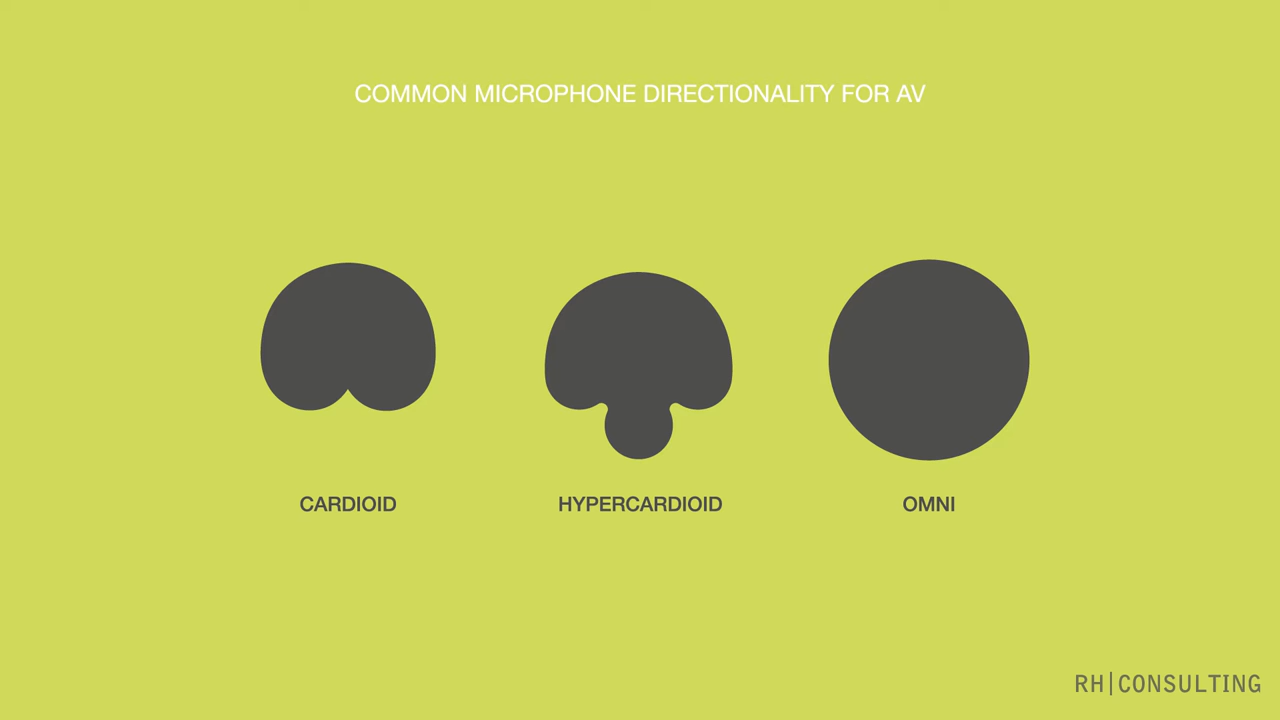 COMMON MICROPHONE DIRECTIONALITY FOR AV
CARDIOID
HYPERCARDIOID
OMNI
RH|CONSULTING